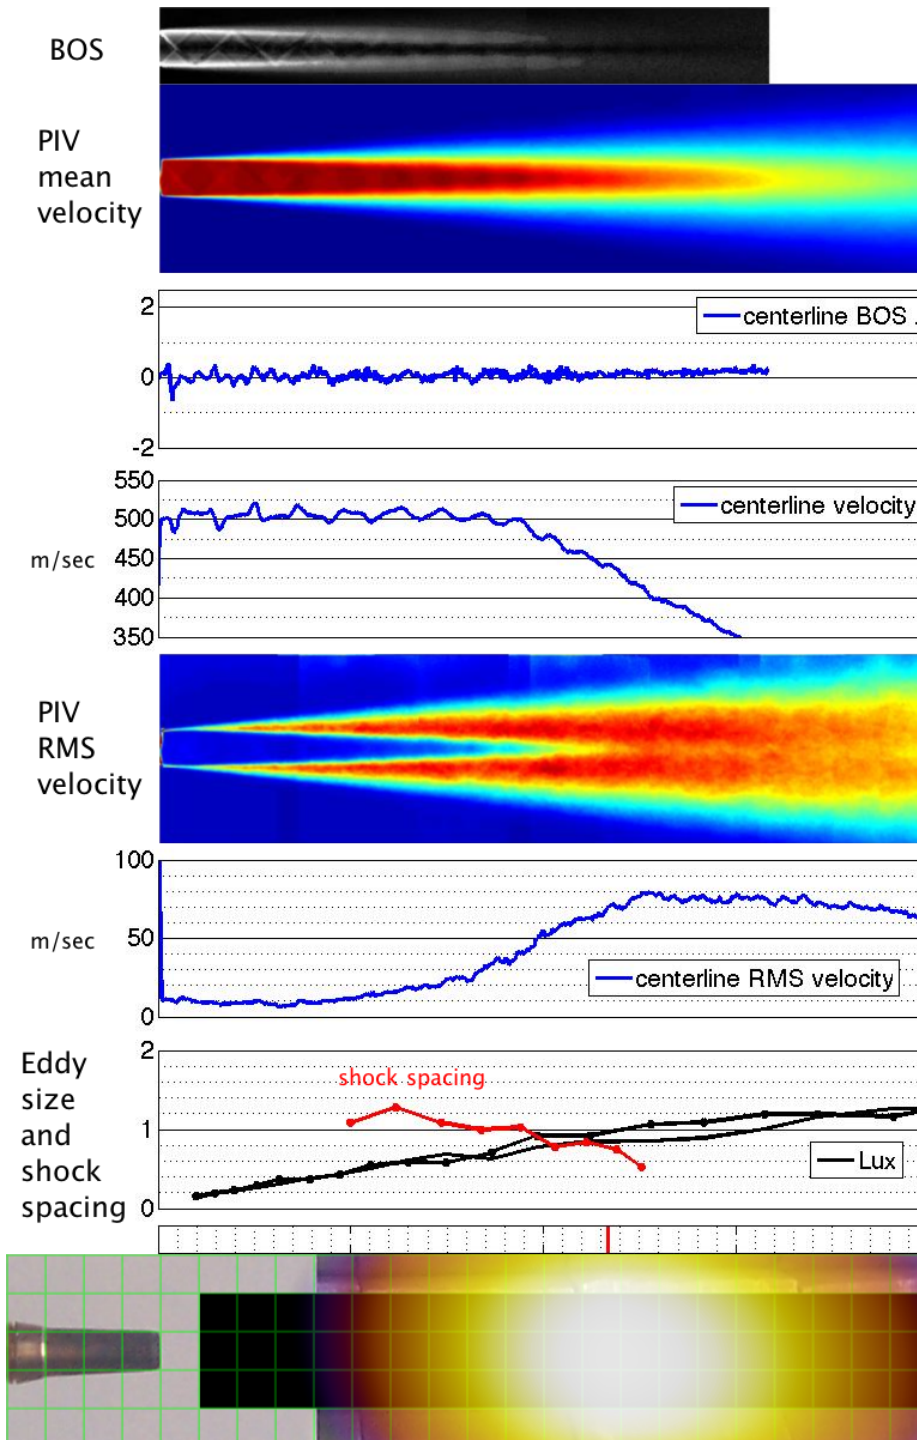 BOS
PIV
mean
velocity
2
0
-2
centerline BOS
550
500
450
400
350
m/sec
centerline velocity
PIV
RMS
velocity
100
50
0
m/sec
centerline RMS velocity
Eddy
size
and
shock
spacing
2
1
0
shock spacing
Lux